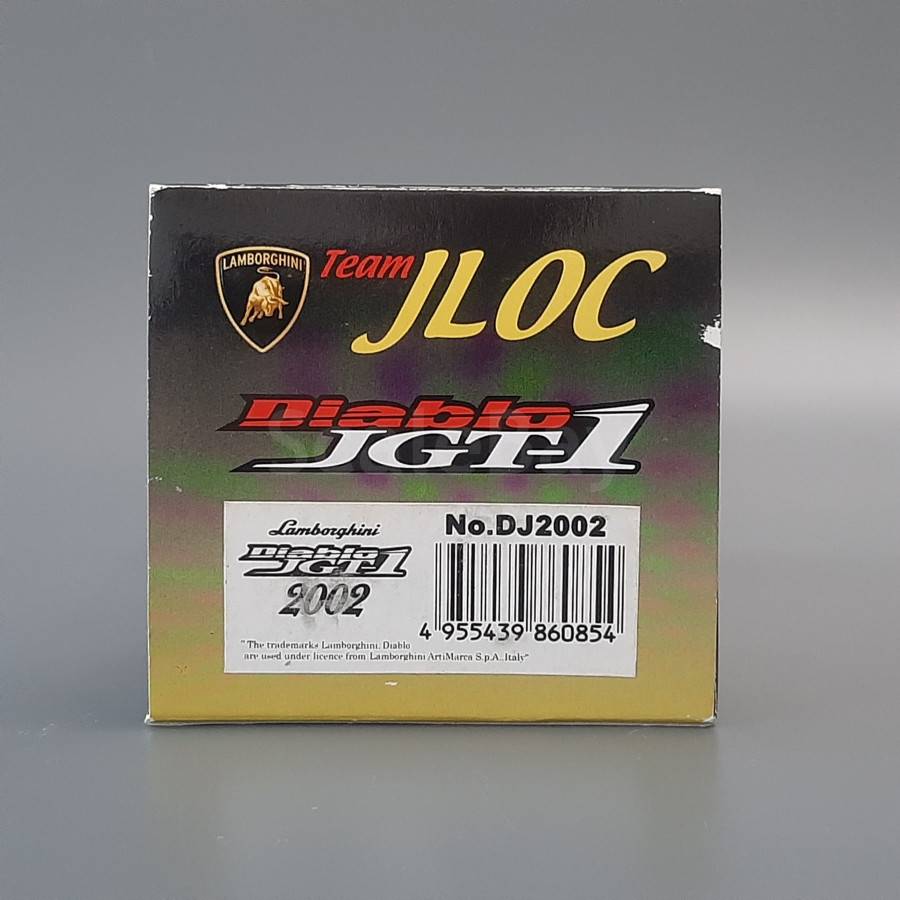 LAMBORGHINI
Team JLOC
Diablo
JGT-1
Lamborghini
Diablo
JGT-1
2002
No.DJ2002
4 955439 860854
"The trademarks Lamborghini, Diablo
are used under licence from Lamborghini ArtiMarca S.p.A., Italy"